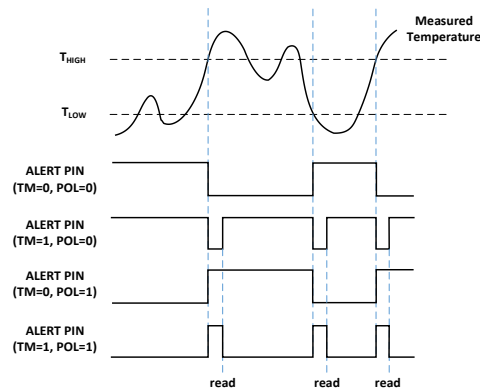 Measured
Temperature
THIGH
TLOW
ALERT PIN
(TM=0, POL=0)
ALERT PIN
(TM=1, POL=0)
ALERT PIN
(TM=0, POL=1)
ALERT PIN
(TM=1, POL=1)
read read read